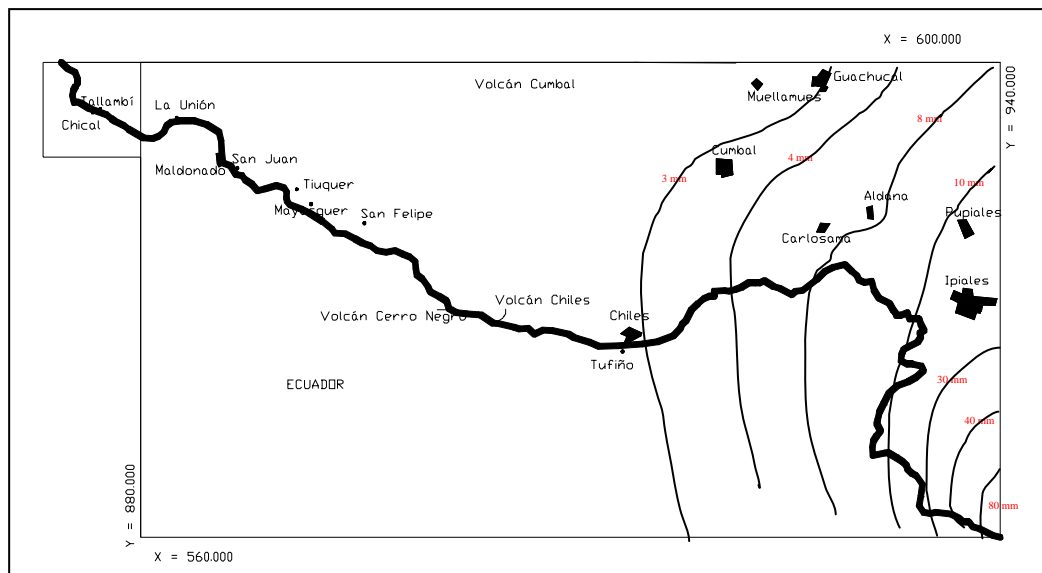 X = 600.000
Y = 940.000
Volcán Cumbal
Guachucal
Muellamues
Tallambí
La Unión
Chical
8 mm
Cumbal
4 mm
San Juan
Maldonado
3 mm
10 mm
Tiuquer
Aldana
Mayasquer
San Felipe
Pupiales
Carlosama
Ipiales
Volcán Chiles
Volcán Cerro Negro
Chiles
Tufiño
ECUADOR
30 mm
40 mm
80 mm
Y = 880.000
X = 560.000